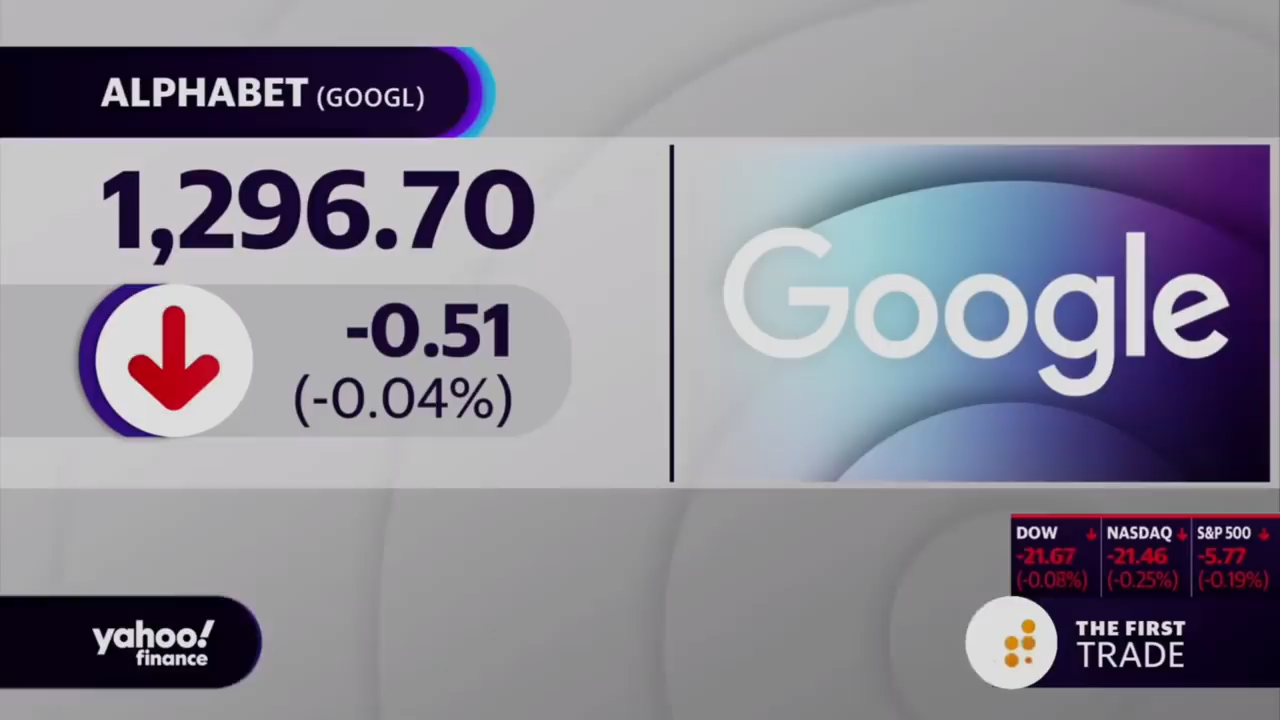 ALPHABET (GOOGL)
1,296.70
-0.51
(-0.04%)
Google
DOW NASDAQ S&P 500
-21.67 -21.46 -5.77
(-0.08%) (-0.25%) (-0.19%)
yahoo!
finance
THE FIRST
TRADE